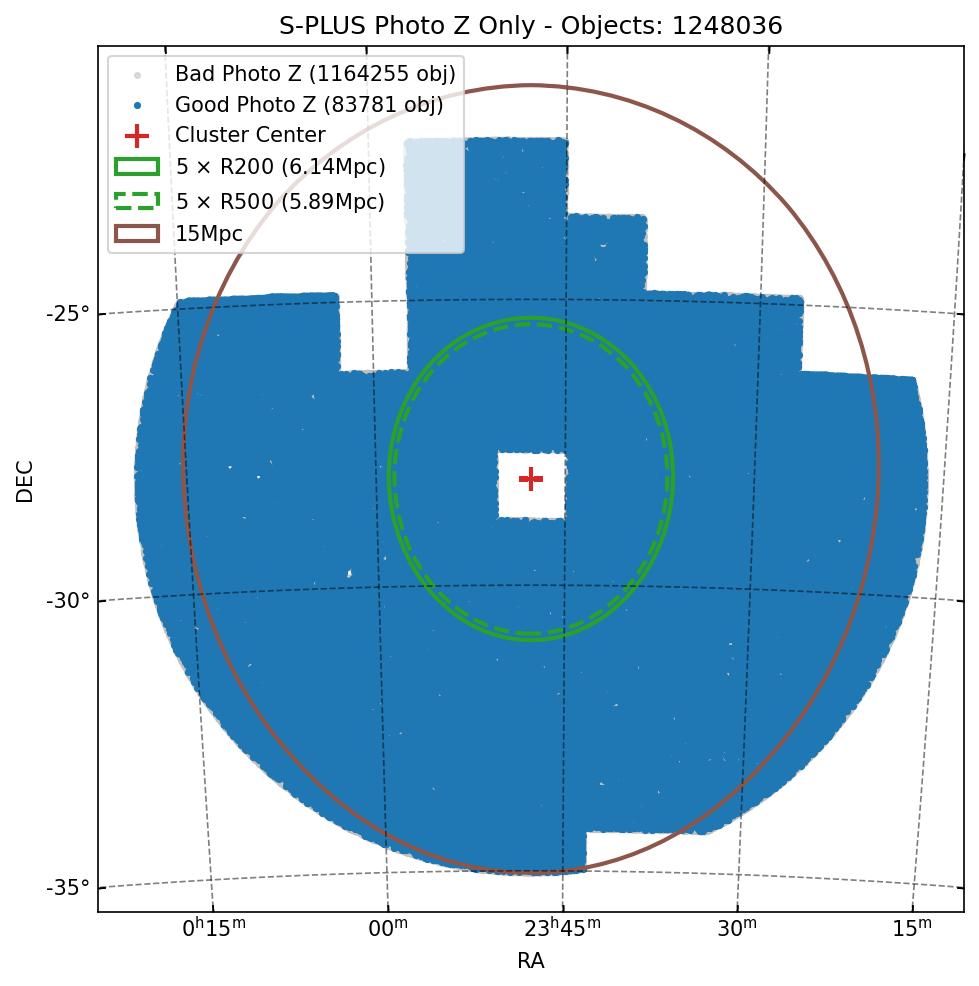 S-PLUS Photo Z Only - Objects: 1248036
Bad Photo Z (1164255 obj)
Good Photo Z (83781 obj)
Cluster Center
5 × R200 (6.14Mpc)
5 × R500 (5.89Mpc)
15Mpc
-25°
-30°
-35°
DEC
0ʰ15ᵐ
00ᵐ
23ʰ45ᵐ
30ᵐ
15ᵐ
RA